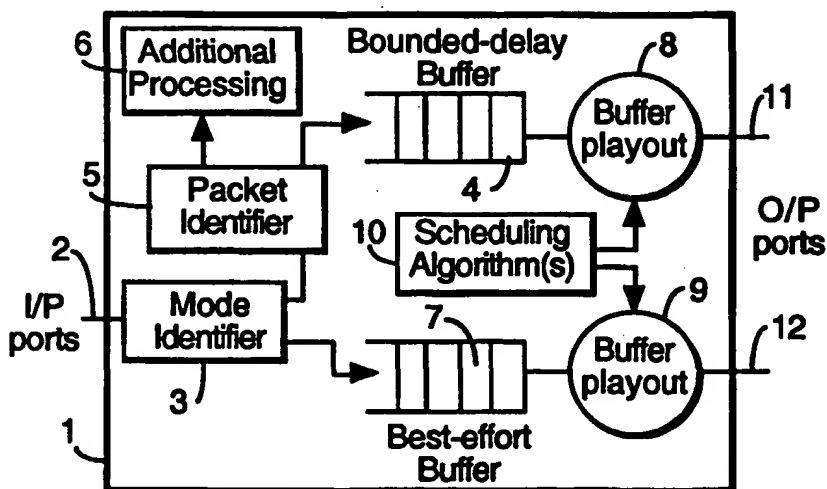 6
Additional
Processing
Bounded-delay
Buffer
8
Buffer
playout
11
5
Packet
Identifier
4
10
Scheduling
Algorithm(s)
O/P
ports
2
I/P
ports
Mode
Identifier
3
7
9
Buffer
playout
12
1
Best-effort
Buffer